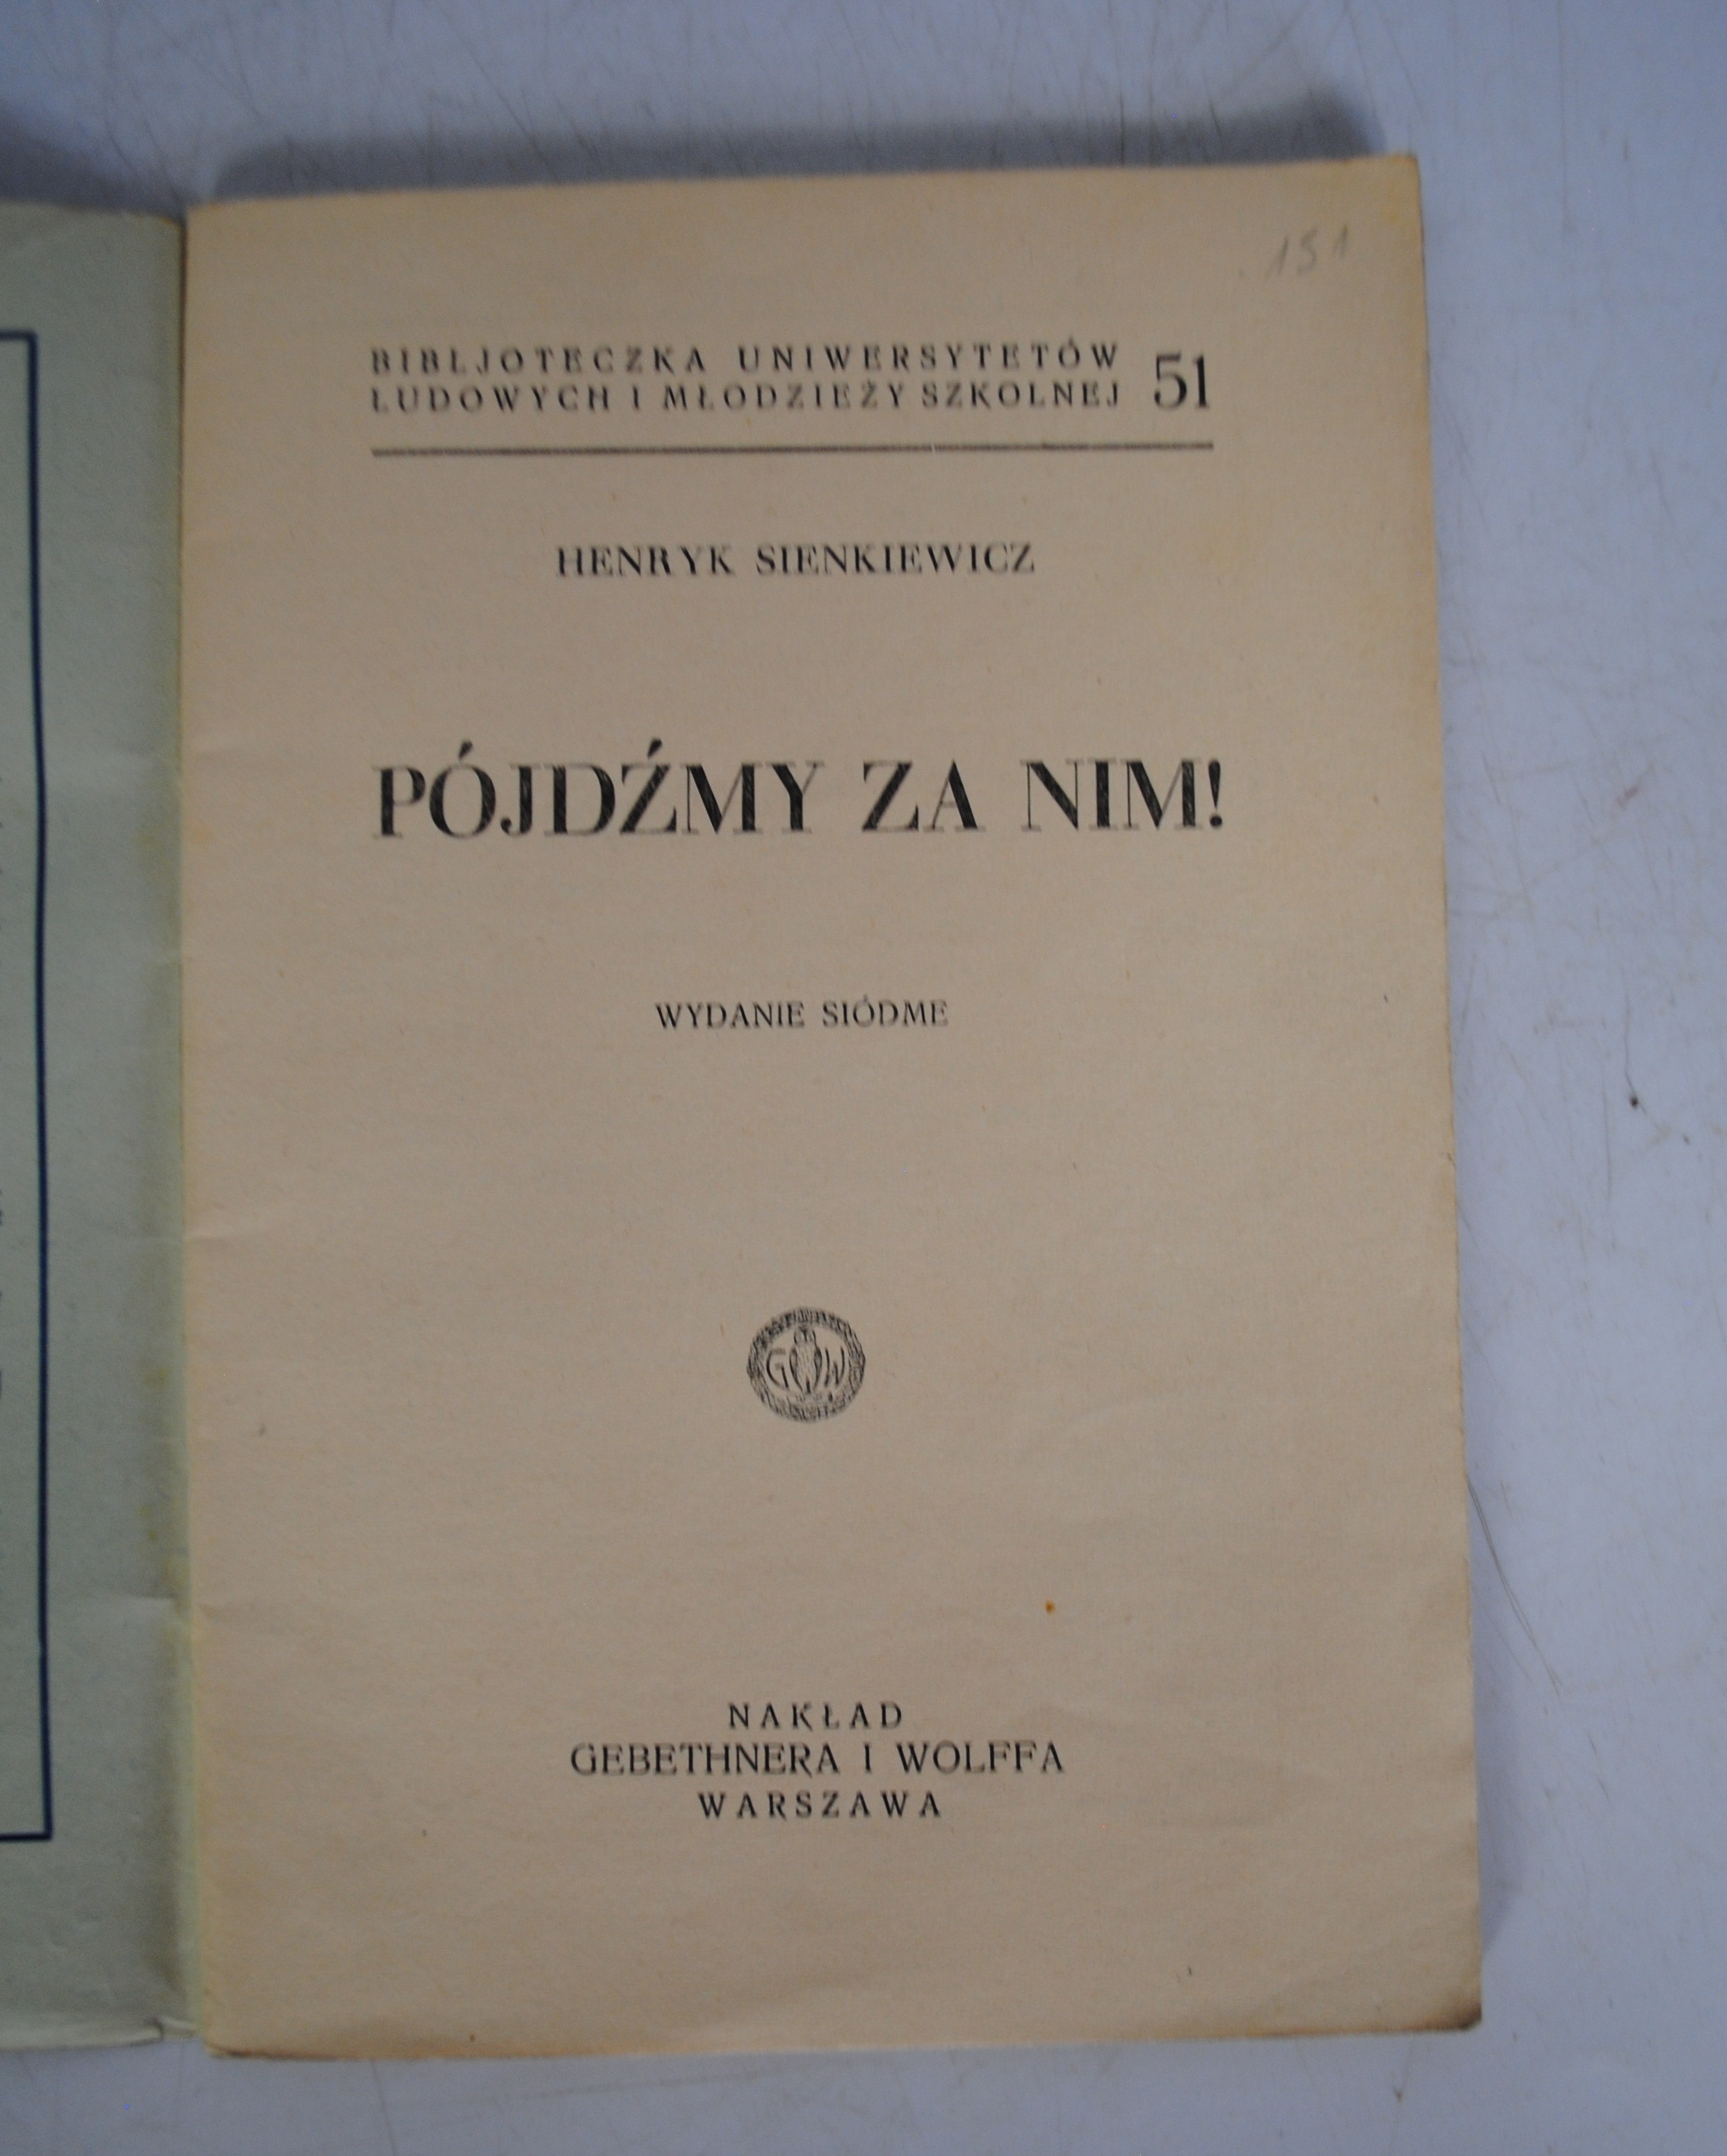 151
BIBLJOTECZKA UNIWERSYTETÓW
LUDOWYCH I MŁODZIEŻY SZKOLNEJ 51
HENRYK SIENKIEWICZ
PÓJDŹMY ZA NIM!
WYDANIE SIÓDME
G W
NAKŁAD
GEBETHNERA I WOLFFA
WARSZAWA